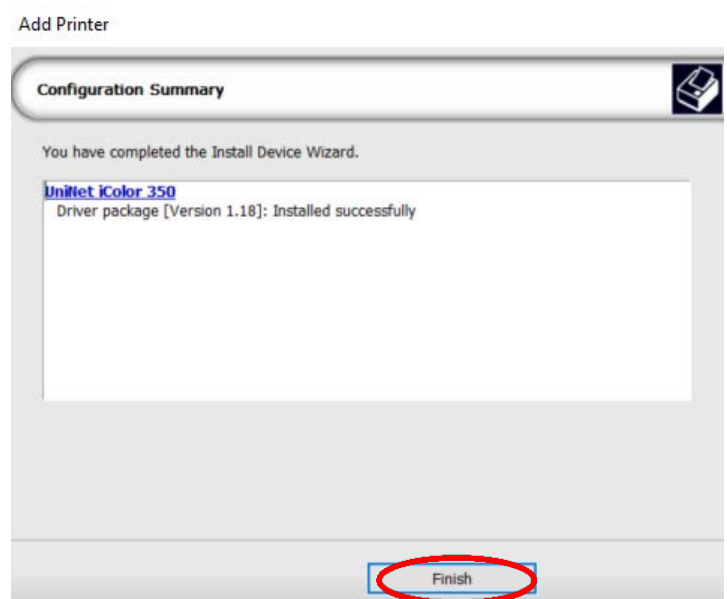 Add Printer
Configuration Summary
You have completed the Install Device Wizard.
UniNet iColor 350
Driver package [Version 1.18]: Installed successfully
Finish